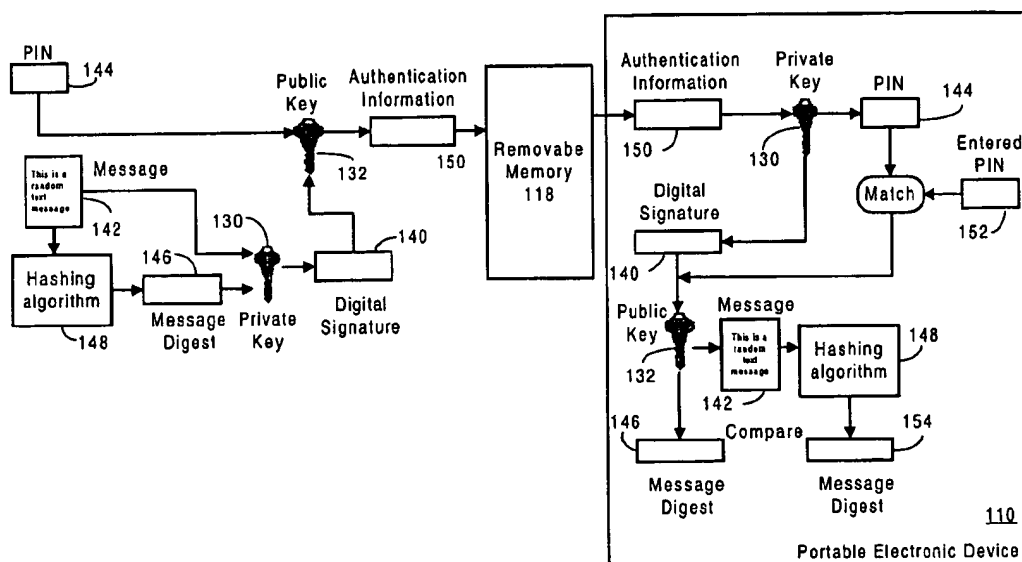 PIN
144
Public
Key
132
Authentication
Information
150
Message
This is a
random
text
message
142
Hashing
algorithm
148
146
Message
Digest
130
Private
Key
140
Digital
Signature
Removabe
Memory
118
Authentication
Information
150
Private
Key
130
PIN
144
Entered
PIN
152
Match
Digital
Signature
140
Public
Key
132
Message
This is a
random
text
message
142
Hashing
algorithm
148
146
Message
Digest
Compare
154
Message
Digest
110
Portable Electronic Device